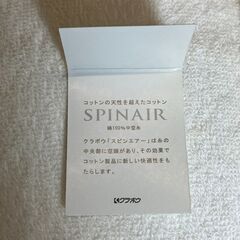 コットンの天性を超えたコットン
SPINAIR
綿100%中空糸
クラボウ「スピンエアー」は糸の
中央部に空隙があり、その効果で
コットン製品に新しい快適性をも
たらします。
クラボウ